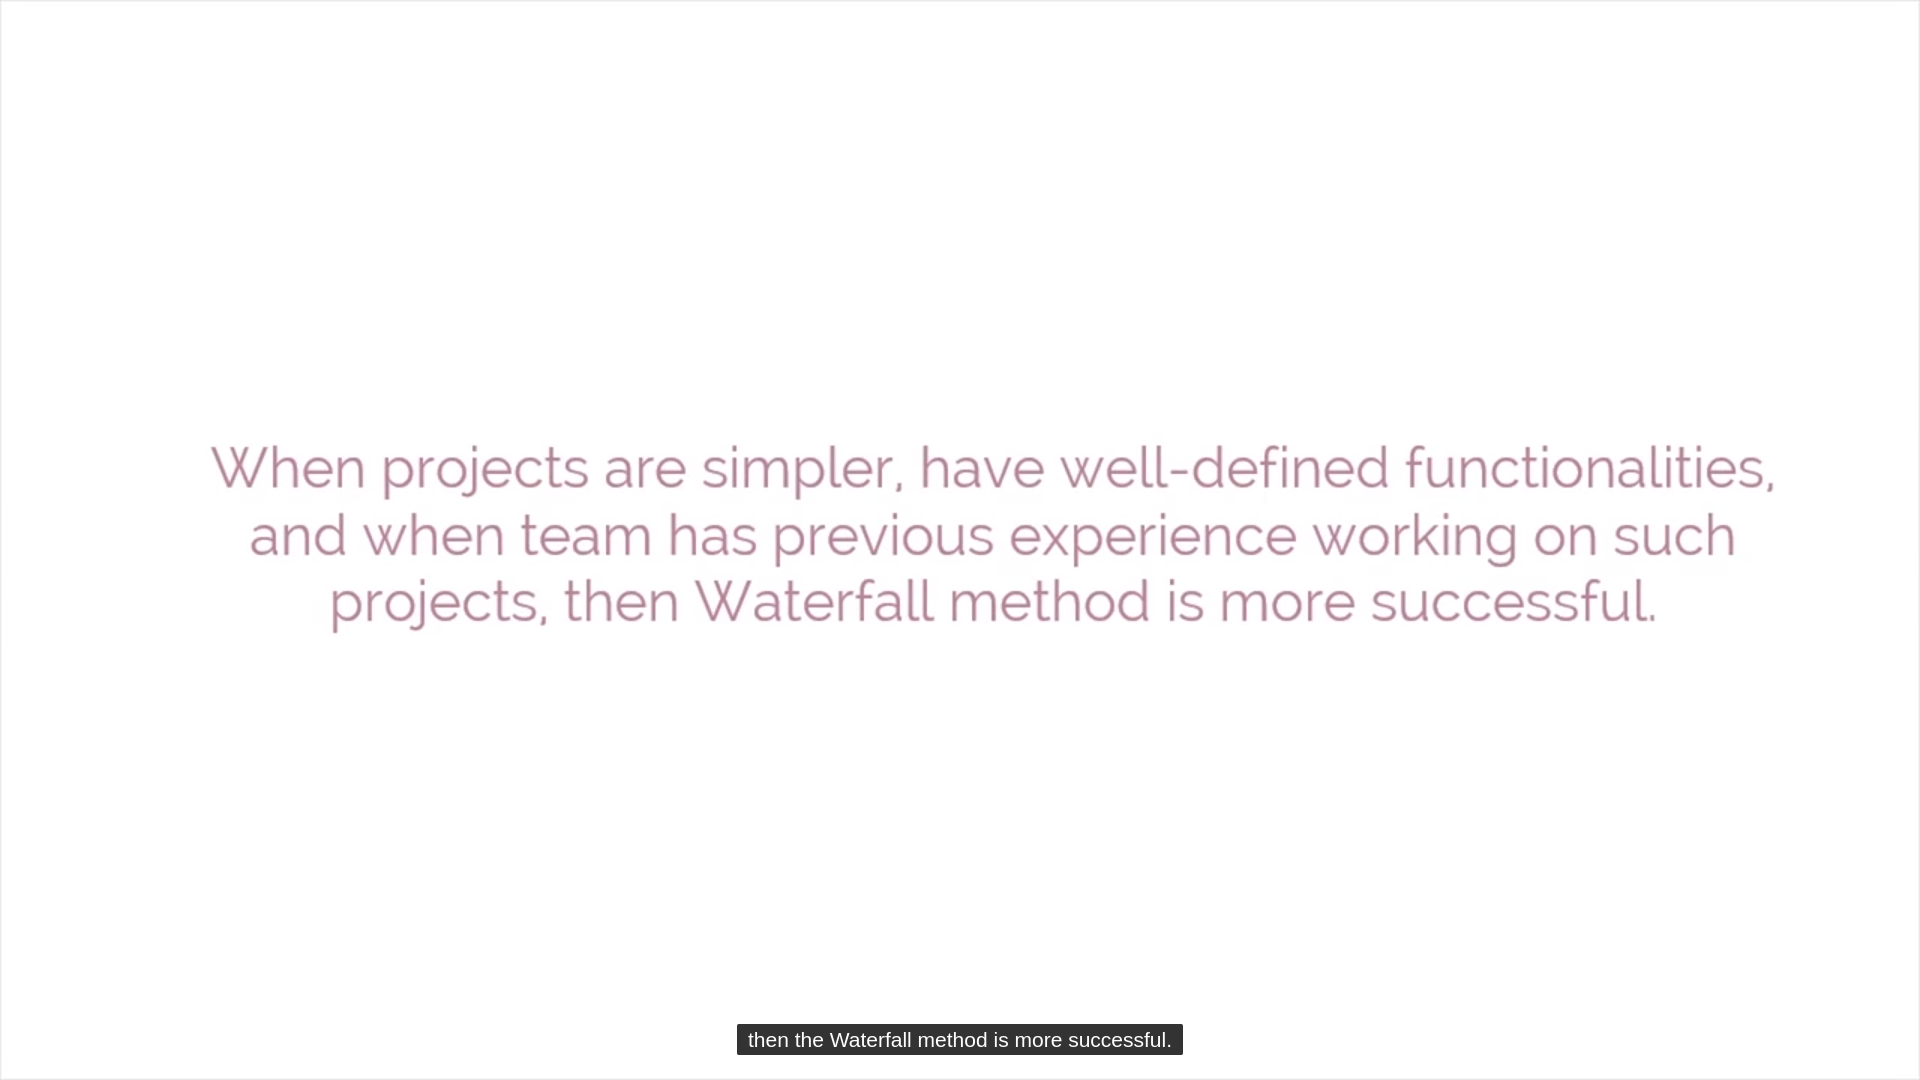 When projects are simpler, have well-defined functionalities,
and when team has previous experience working on such
projects, then Waterfall method is more successful.
then the Waterfall method is more successful.